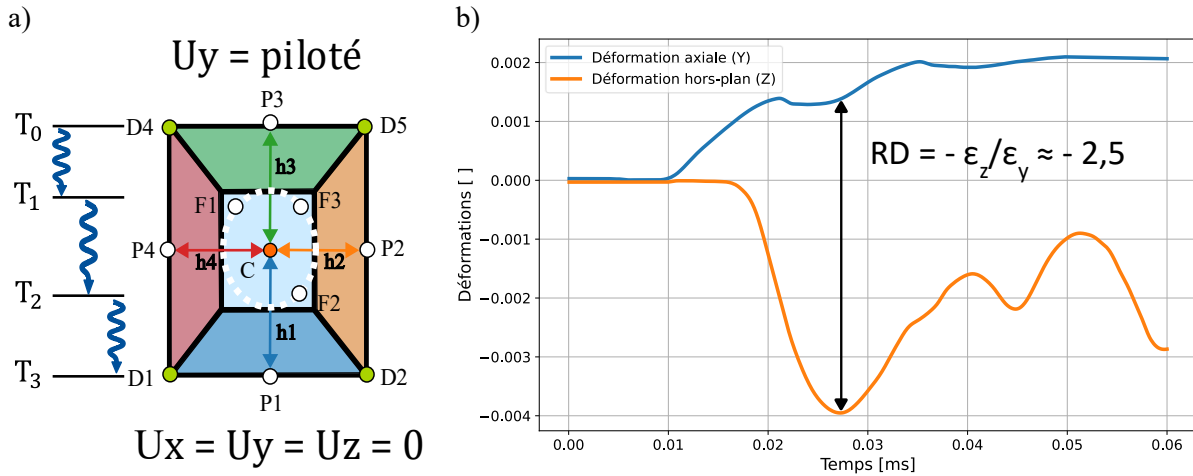 a)
Uy = piloté
T0
T1
T2
T3
D4
P3
D5
h3
F1
F3
P4
h4
C
h2
P2
F2
h1
D1
P1
D2
Ux = Uy = Uz = 0
b)
Déformation axiale (Y)
Déformation hors-plan (Z)
RD = - εz/εy ≈ - 2,5
Déformations [ ]
0.002
0.001
0.000
−0.001
−0.002
−0.003
−0.004
0.00
0.01
0.02
0.03
0.04
0.05
0.06
Temps [ms]